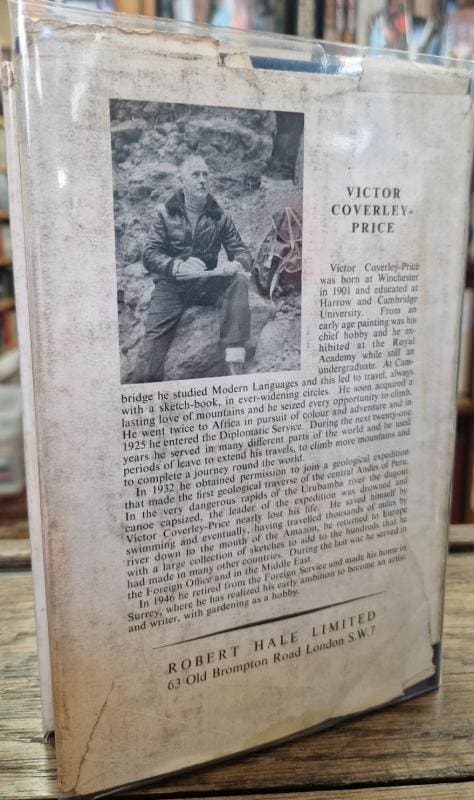 VICTOR
COVERLEY-
PRICE
Victor Coverley-Price
was born at Winchester
in 1901 and educated at
Harrow and Cambridge
University. From an
early age painting was his
chief hobby and he ex-
hibited at the Royal
Academy while still an
undergraduate. At Cam-
bridge he studied Modern Languages and this led to travel, always
with a sketch-book, in ever-widening circles. He soon acquired a
lasting love of mountains and he seized every opportunity to climb.
He went twice to Africa in pursuit of colour and adventure and in
1925 he entered the Diplomatic Service. During the next twenty-one
years he served in many different parts of the world and he used
periods of leave to extend his travels, to climb more mountains and
to complete a journey round the world.
In 1932 he obtained permission to join a geological expedition
that made the first geological traverse of the central Andes of Peru.
In the very dangerous rapids of the Urubamba river the dugout
canoe capsized, the leader of the expedition was drowned and
Victor Coverley-Price nearly lost his life. He saved himself by
swimming and eventually, having travelled thousands of miles by
river down to the mouth of the Amazon, he returned to Europe
with a large collection of sketches to add to the hundreds that he
had made in many other countries. During the last war he served in
the Foreign Office and in the Middle East.
In 1946 he retired from the Foreign Service and made his home in
Surrey, where he has realized his early ambition to become an artist
and writer, with gardening as a hobby.
ROBERT HALE LIMITED
63 Old Brompton Road London S.W.7